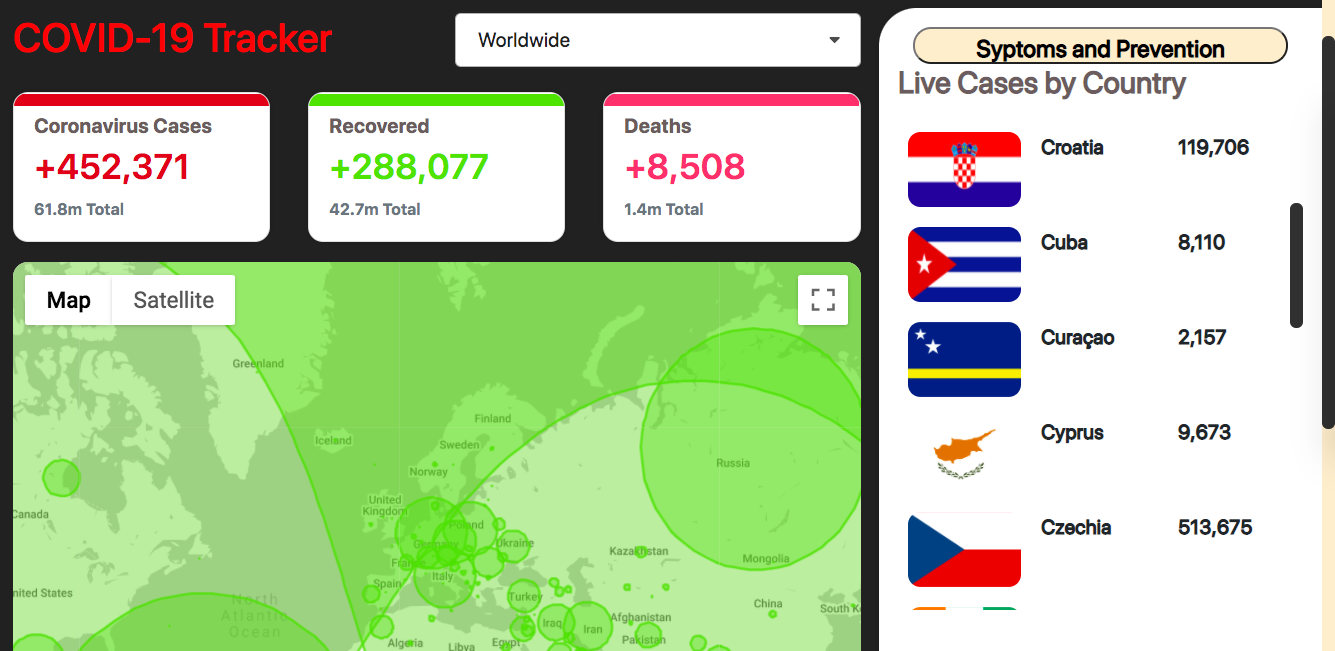 COVID-19 Tracker
Worldwide
Syptoms and Prevention
Live Cases by Country
Coronavirus Cases
+452,371
61.8m Total
Recovered
+288,077
42.7m Total
Deaths
+8,508
1.4m Total
Croatia 119,706
Cuba 8,110
Curaçao 2,157
Cyprus 9,673
Czechia 513,675
Map Satellite
Greenland
Finland
Iceland
Sweden
Russia
Norway
United
Kingdom
Canada
Poland
Germany
Ukraine
Kazakhstan
Mongolia
Italy
Spain
nited States
Turkey
North
Atlantic
Ocean
China
South K
Afghanistan
Iraq
Iran
Pakistan
Algeria
Libya
Egypt